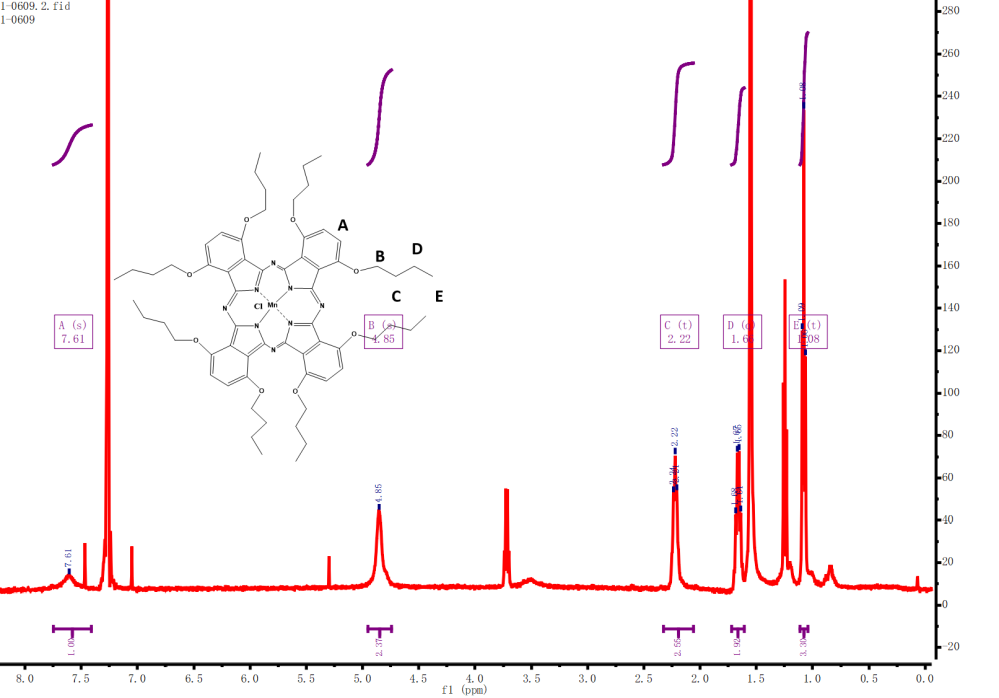 1-0609.2.fid
1-0609
280
260
240
220
200
180
160
140
120
100
80
60
40
20
0
-20
1.08
A
B
D
C
E
O
O
O
O
O
O
O
O
N
N
N
N
N
N
N
N
Cl
Mn
A (s)
7.61
B (s)
4.85
C (t)
2.22
D
E (t)
1.08
1.09
7.61
4.85
2.22
1.00
2.37
2.55
1.92
3.30
8.0
7.5
7.0
6.5
6.0
5.5
5.0
4.5
4.0
3.5
3.0
2.5
2.0
1.5
1.0
0.5
0.0
f1 (ppm)